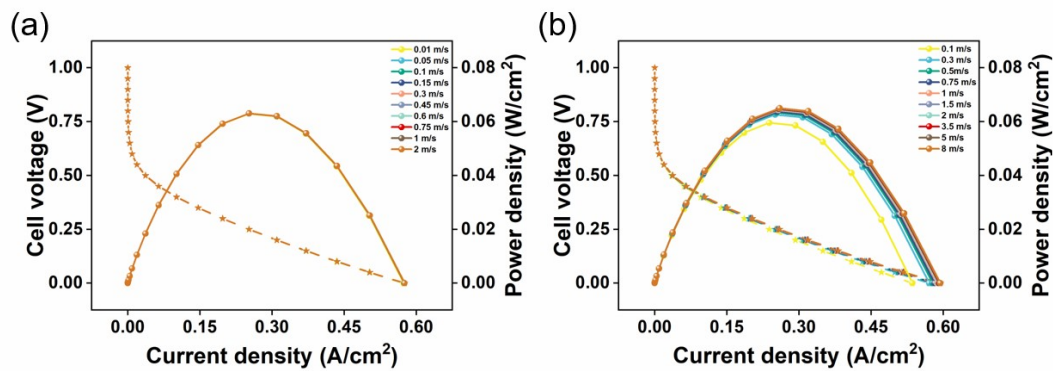 (a)
Cell voltage (V)
1.00
0.75
0.50
0.25
0.00
0.00 0.15 0.30 0.45 0.60
Current density (A/cm²)
0.08
0.06
0.04
0.02
0.00
Power density (W/cm²)
0.01 m/s
0.05 m/s
0.1 m/s
0.15 m/s
0.3 m/s
0.45 m/s
0.6 m/s
0.75 m/s
1 m/s
2 m/s
(b)
Cell voltage (V)
1.00
0.75
0.50
0.25
0.00
0.00 0.15 0.30 0.45 0.60
Current density (A/cm²)
0.08
0.06
0.04
0.02
0.00
Power density (W/cm²)
0.1 m/s
0.3 m/s
0.5m/s
0.75 m/s
1 m/s
1.5 m/s
2 m/s
3.5 m/s
5 m/s
8 m/s